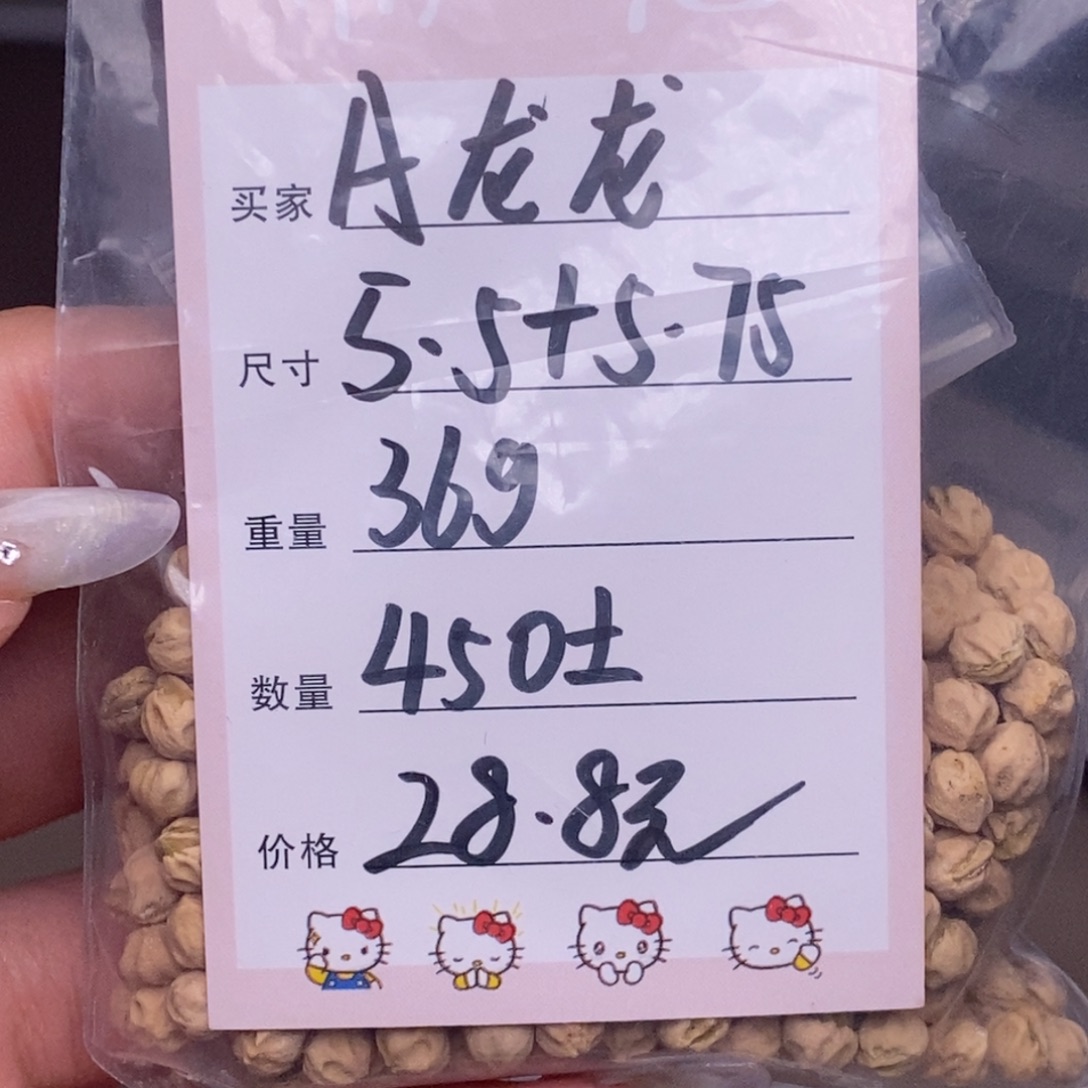 买家 A龙龙
尺寸 5.5+5.75
重量 36g
数量 450±
价格 28.8元